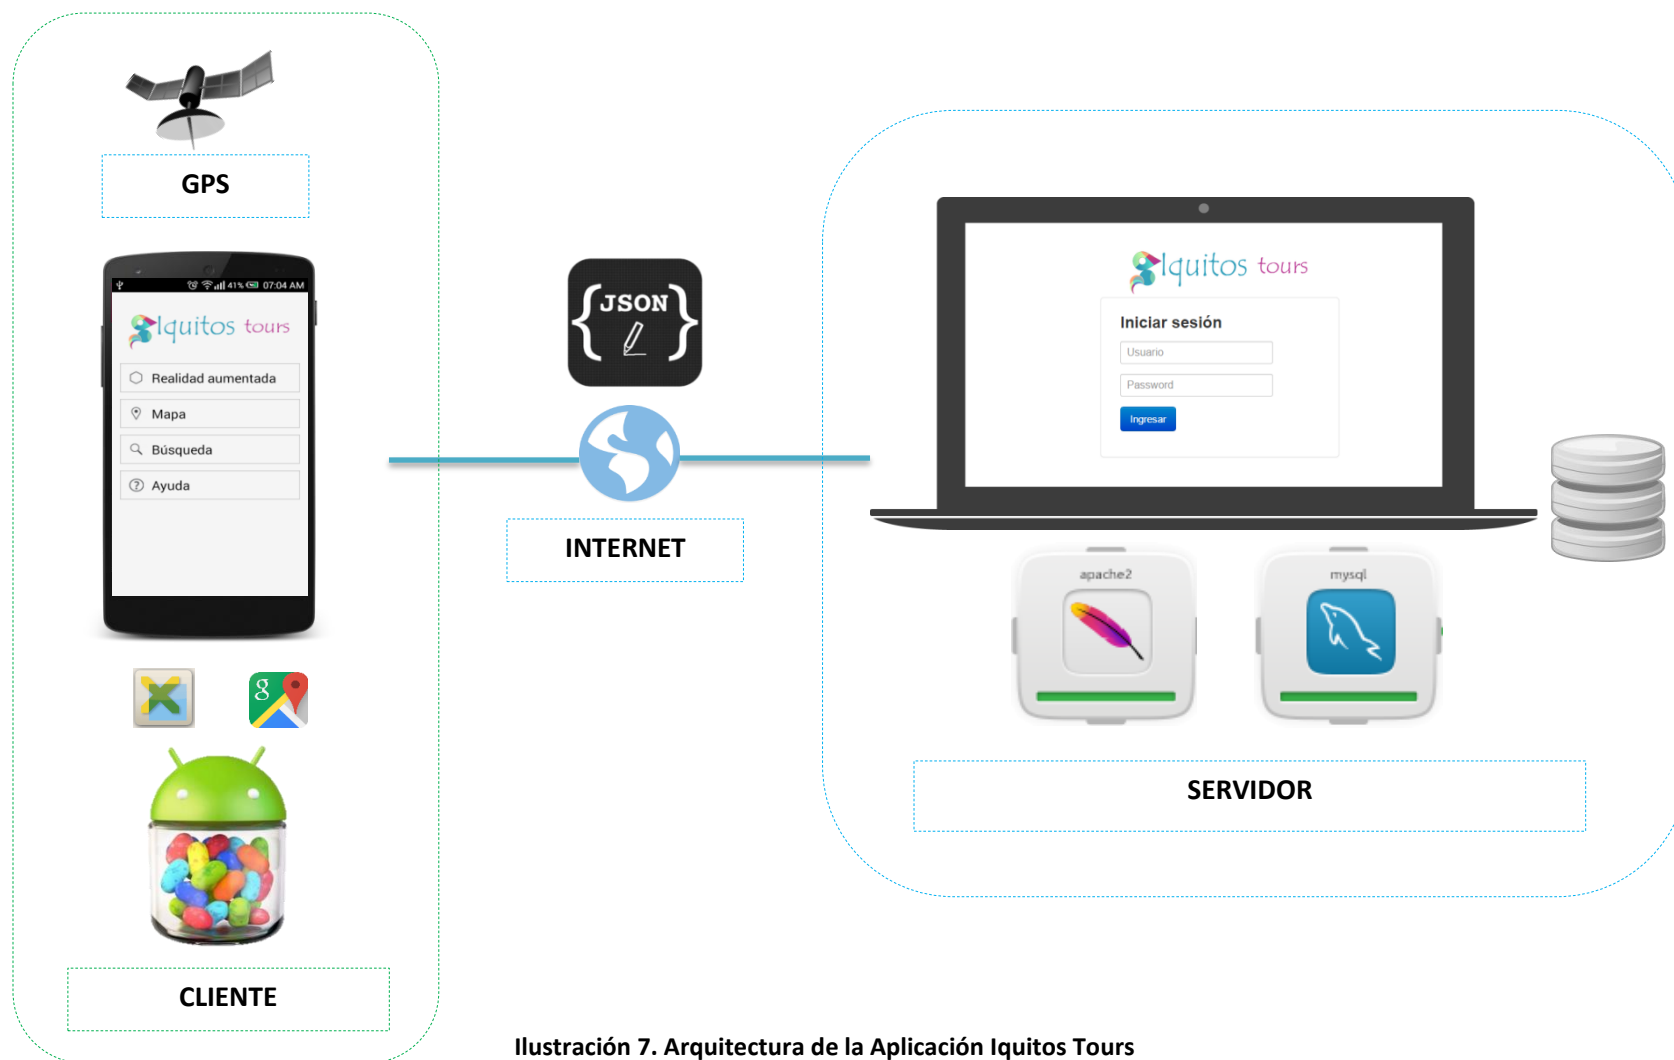 GPS
41% 07:04 AM
Iquitos tours
Realidad aumentada
Mapa
Búsqueda
Ayuda
g
CLIENTE
{JSON}
INTERNET
Iquitos tours
Iniciar sesión
Usuario
Password
Ingresar
apache2
mysql
SERVIDOR
Ilustración 7. Arquitectura de la Aplicación Iquitos Tours